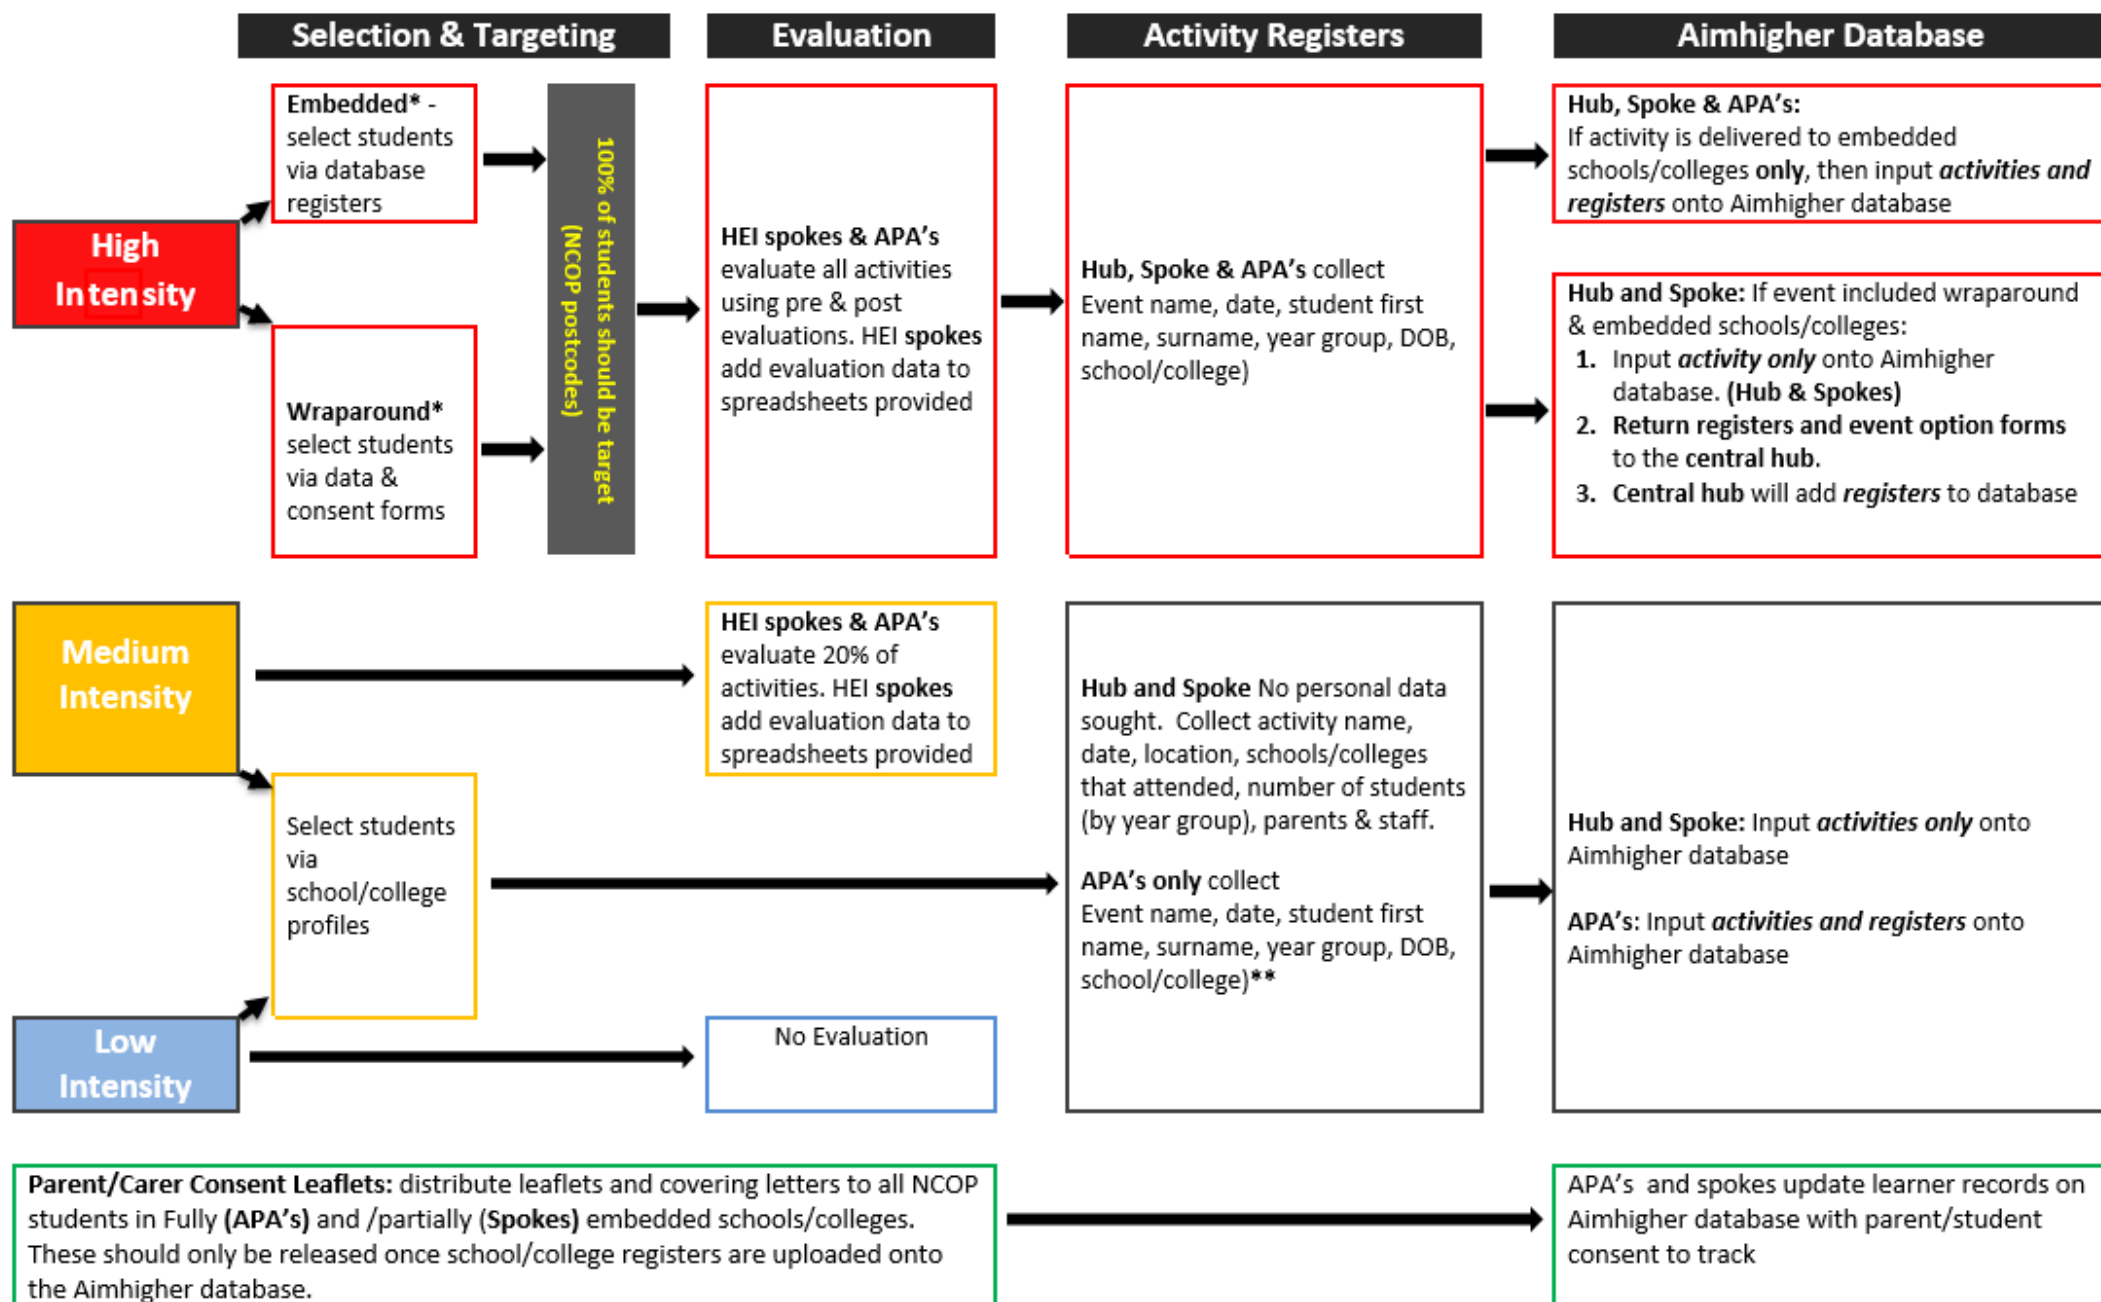 Selection & Targeting
Evaluation
Activity Registers
Aimhigher Database
High
Intensity
Embedded* -
select students
via database
registers
Wraparound*
select students
via data &
consent forms
100% of students should be target
(NCOP postcodes)
HEI spokes & APA's
evaluate all activities
using pre & post
evaluations. HEI spokes
add evaluation data to
spreadsheets provided
Hub, Spoke & APA's collect
Event name, date, student first
name, surname, year group, DOB,
school/college)
Hub, Spoke & APA's:
If activity is delivered to embedded
schools/colleges only, then input activities and
registers onto Aimhigher database
Hub and Spoke: If event included wraparound
& embedded schools/colleges:
1. Input activity only onto Aimhigher
database. (Hub & Spokes)
2. Return registers and event option forms
to the central hub.
3. Central hub will add registers to database
Medium
Intensity
HEI spokes & APA's
evaluate 20% of
activities. HEI spokes
add evaluation data to
spreadsheets provided
Select students
via
school/college
profiles
Low
Intensity
No Evaluation
Hub and Spoke No personal data
sought. Collect activity name,
date, location, schools/colleges
that attended, number of students
(by year group), parents & staff.
APA's only collect
Event name, date, student first
name, surname, year group, DOB,
school/college)**
Hub and Spoke: Input activities only onto
Aimhigher database
APA's: Input activities and registers onto
Aimhigher database
Parent/Carer Consent Leaflets: distribute leaflets and covering letters to all NCOP
students in Fully (APA's) and /partially (Spokes) embedded schools/colleges.
These should only be released once school/college registers are uploaded onto
the Aimhigher database.
APA's and spokes update learner records on
Aimhigher database with parent/student
consent to track